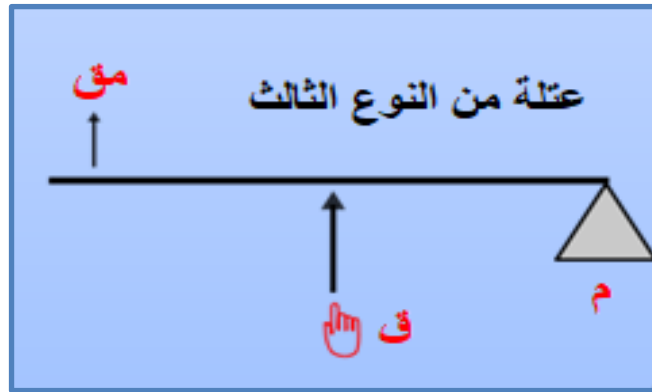 مق
عتلة من النوع الثالث
م
ق